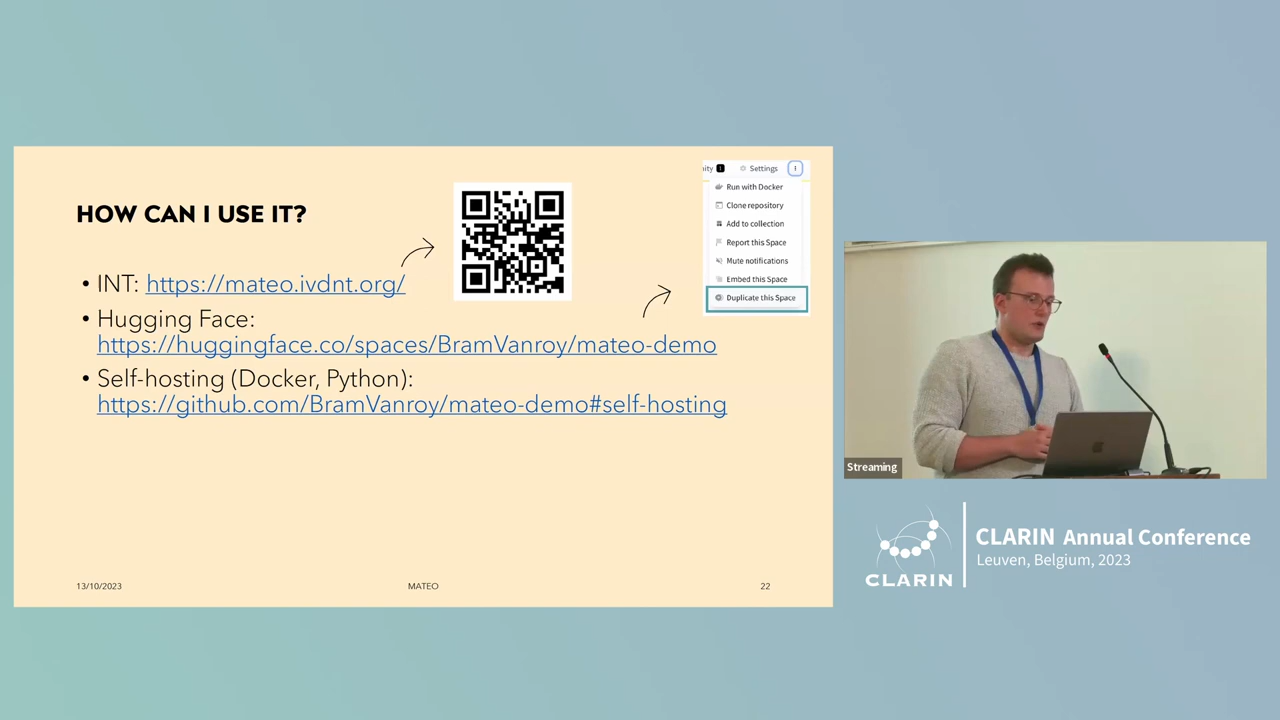 HOW CAN I USE IT?
• INT: https://mateo.ivdnt.org/
• Hugging Face:
https://huggingface.co/spaces/BramVanroy/mateo-demo
• Self-hosting (Docker, Python):
https://github.com/BramVanroy/mateo-demo#self-hosting
ity 1 Settings
Run with Docker
Clone repository
Add to collection
Report this Space
Mute notifications
Embed this Space
Duplicate this Space
13/10/2023 MATEO 22
Streaming
CLARIN
CLARIN Annual Conference
Leuven, Belgium, 2023